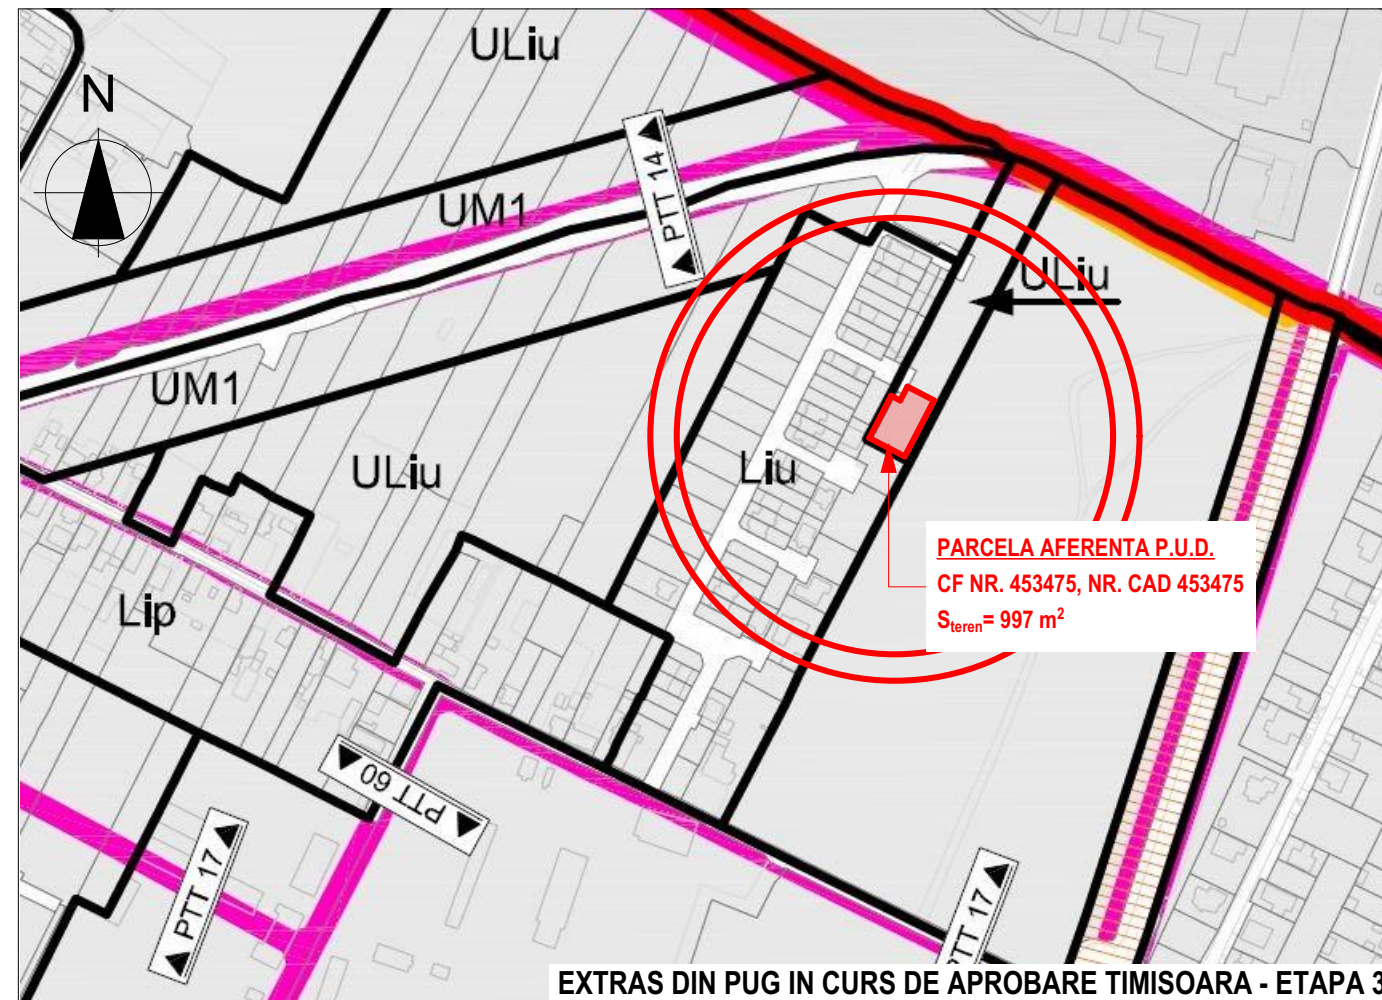 ULiu
N
PTT 14
UM1
ULiu
UM1
ULiu
Liu
PARCELA AFERENTA P.U.D.
CF NR. 453475, NR. CAD 453475
Steren= 997 m²
Lip
PTT 60
PTT 17
PTT 17
EXTRAS DIN PUG IN CURS DE APROBARE TIMISOARA - ETAPA 3